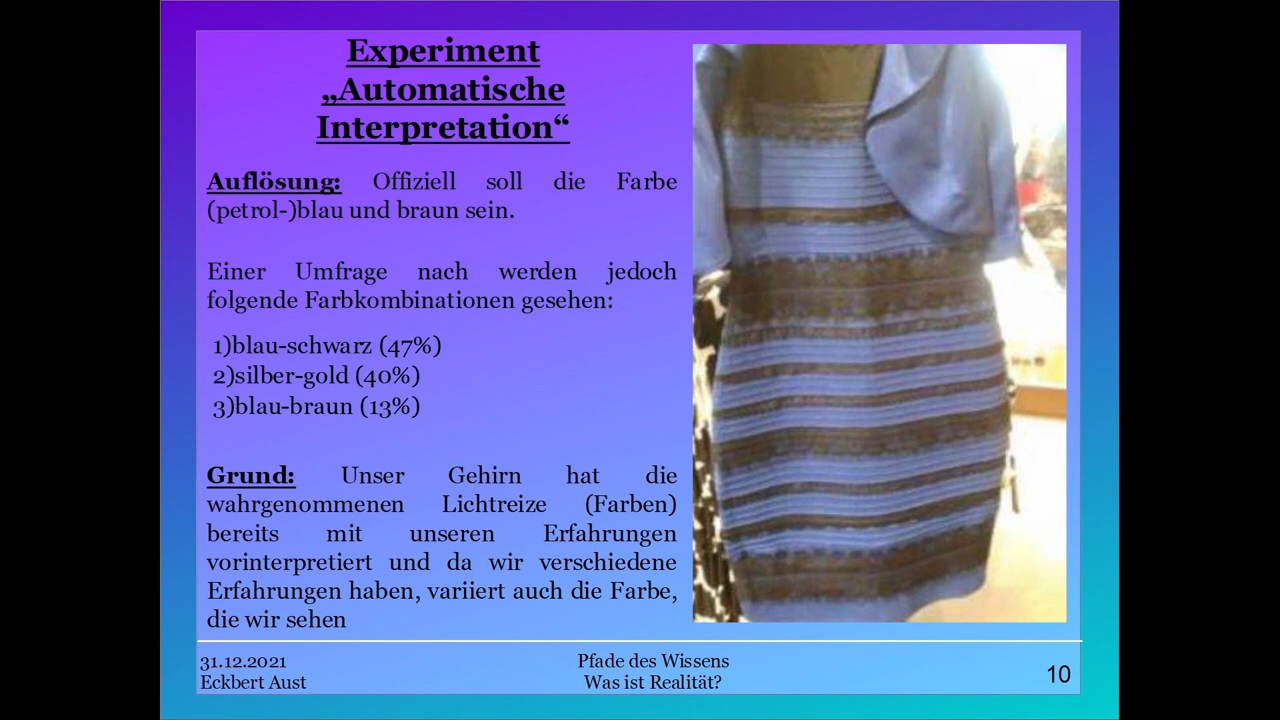 Experiment
„Automatische
Interpretation“
Auflösung: Offiziell soll die Farbe
(petrol-)blau und braun sein.
Einer Umfrage nach werden jedoch
folgende Farbkombinationen gesehen:
1)blau-schwarz (47%)
2)silber-gold (40%)
3)blau-braun (13%)
Grund: Unser Gehirn hat die
wahrgenommenen Lichtreize (Farben)
bereits mit unseren Erfahrungen
vorinterpretiert und da wir verschiedene
Erfahrungen haben, variiert auch die Farbe,
die wir sehen
31.12.2021
Eckbert Aust
Pfade des Wissens
Was ist Realität?
10